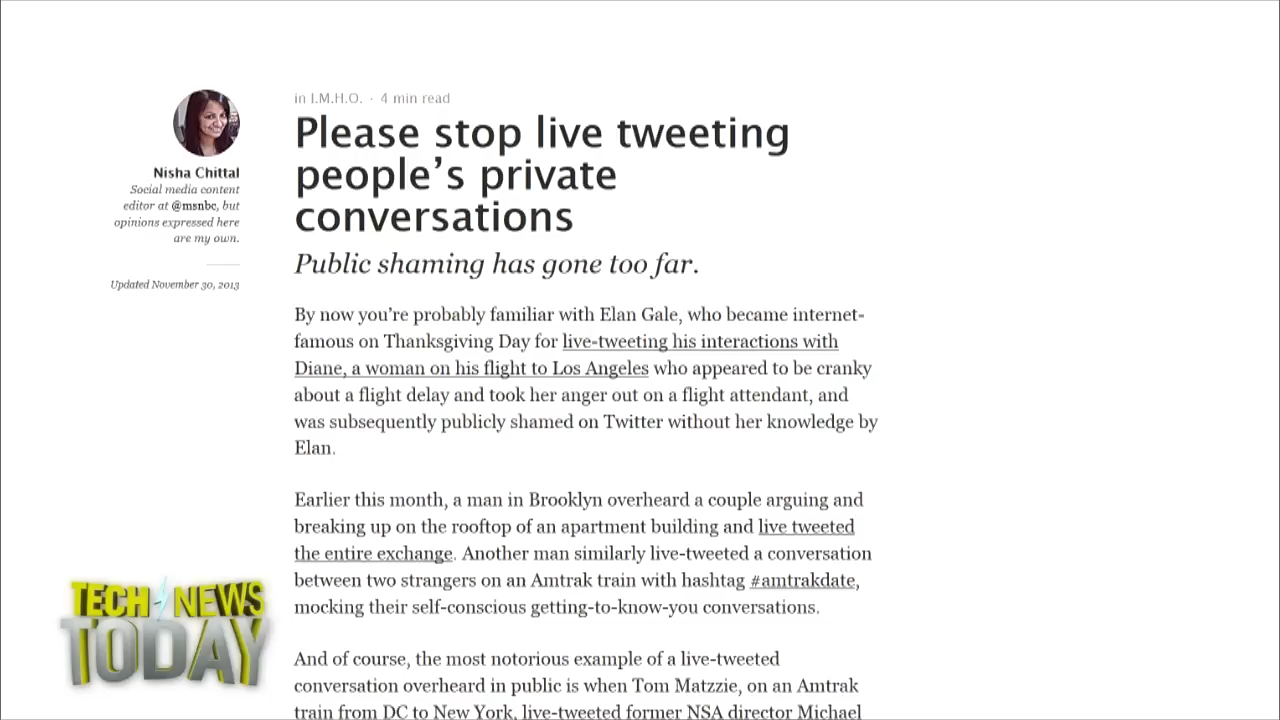 in I.M.H.O. · 4 min read
Please stop live tweeting
people’s private
conversations
Public shaming has gone too far.
Nisha Chittal
Social media content
editor at @msnbc, but
opinions expressed here
are my own.
Updated November 30, 2013
By now you’re probably familiar with Elan Gale, who became internet-
famous on Thanksgiving Day for live-tweeting his interactions with
Diane, a woman on his flight to Los Angeles who appeared to be cranky
about a flight delay and took her anger out on a flight attendant, and
was subsequently publicly shamed on Twitter without her knowledge by
Elan.
Earlier this month, a man in Brooklyn overheard a couple arguing and
breaking up on the rooftop of an apartment building and live tweeted
the entire exchange. Another man similarly live-tweeted a conversation
between two strangers on an Amtrak train with hashtag #amtrakdate,
mocking their self-conscious getting-to-know-you conversations.
And of course, the most notorious example of a live-tweeted
conversation overheard in public is when Tom Matzzie, on an Amtrak
train from DC to New York, live-tweeted former NSA director Michael
TECH NEWS
TODAY